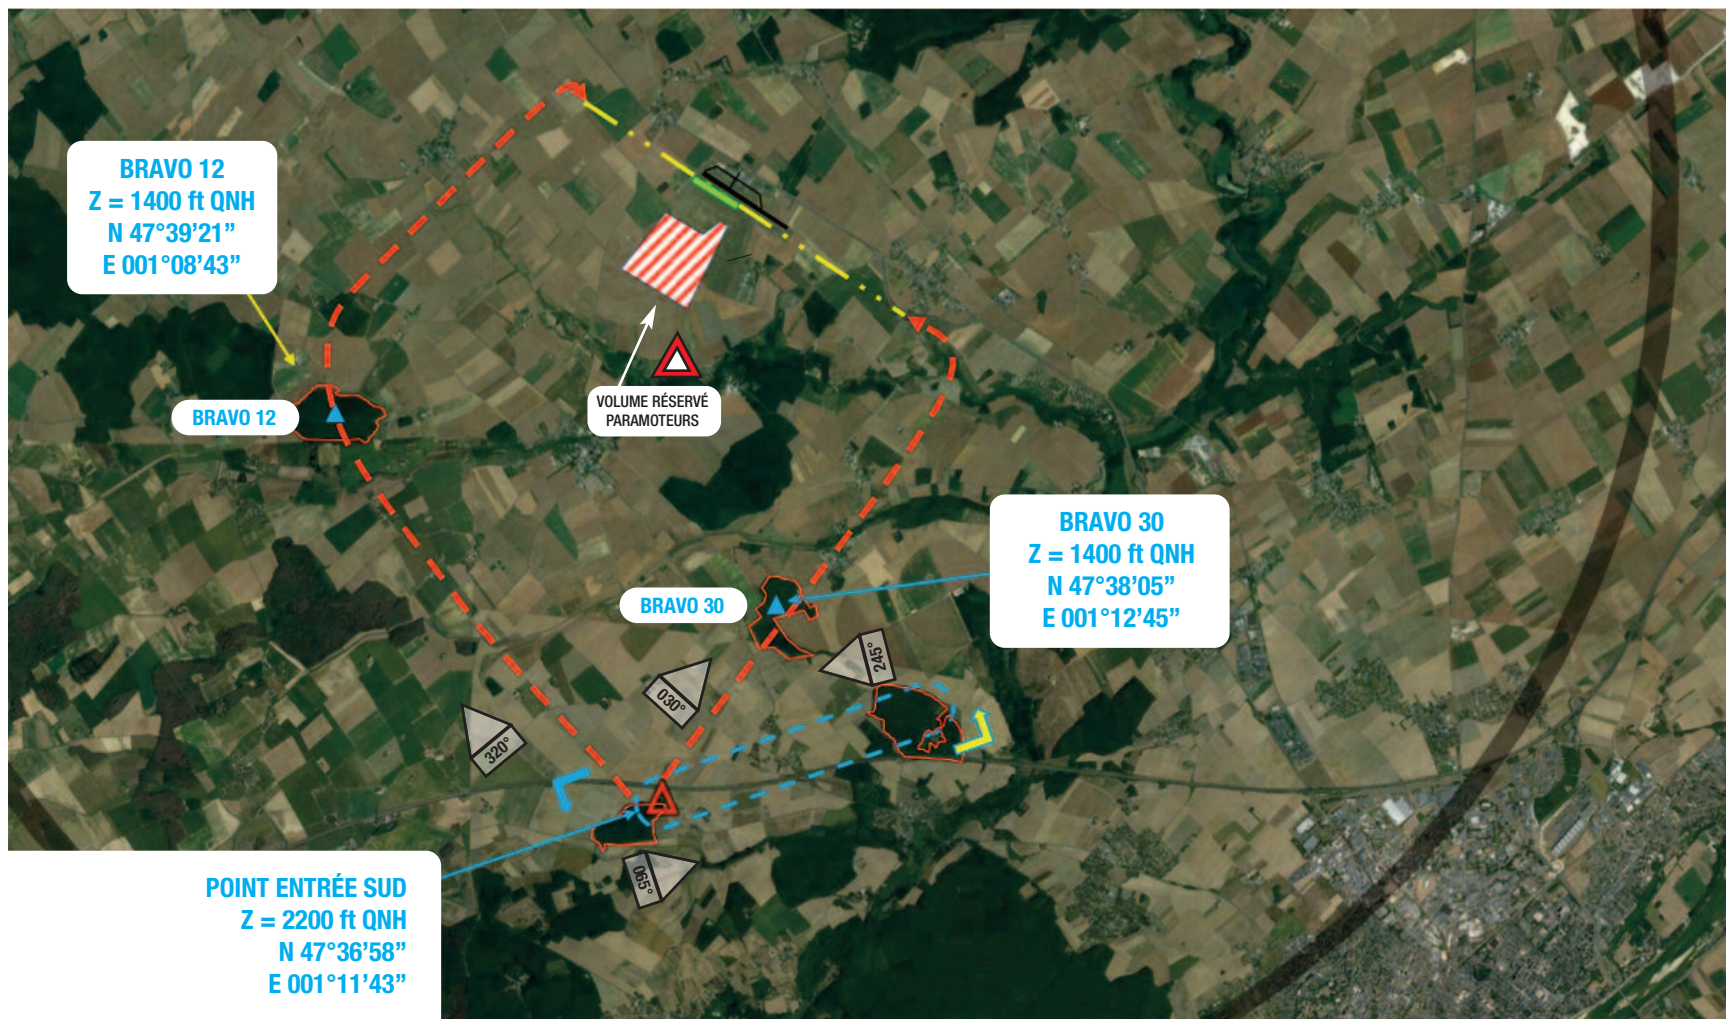 BRAVO 12
Z = 1400 ft QNH
N 47°39’21”
E 001°08’43”
BRAVO 12
VOLUME RÉSERVÉ
PARAMOTEURS
BRAVO 30
Z = 1400 ft QNH
N 47°38’05”
E 001°12’45”
BRAVO 30
245°
030°
320°
065°
POINT ENTRÉE SUD
Z = 2200 ft QNH
N 47°36’58”
E 001°11’43”